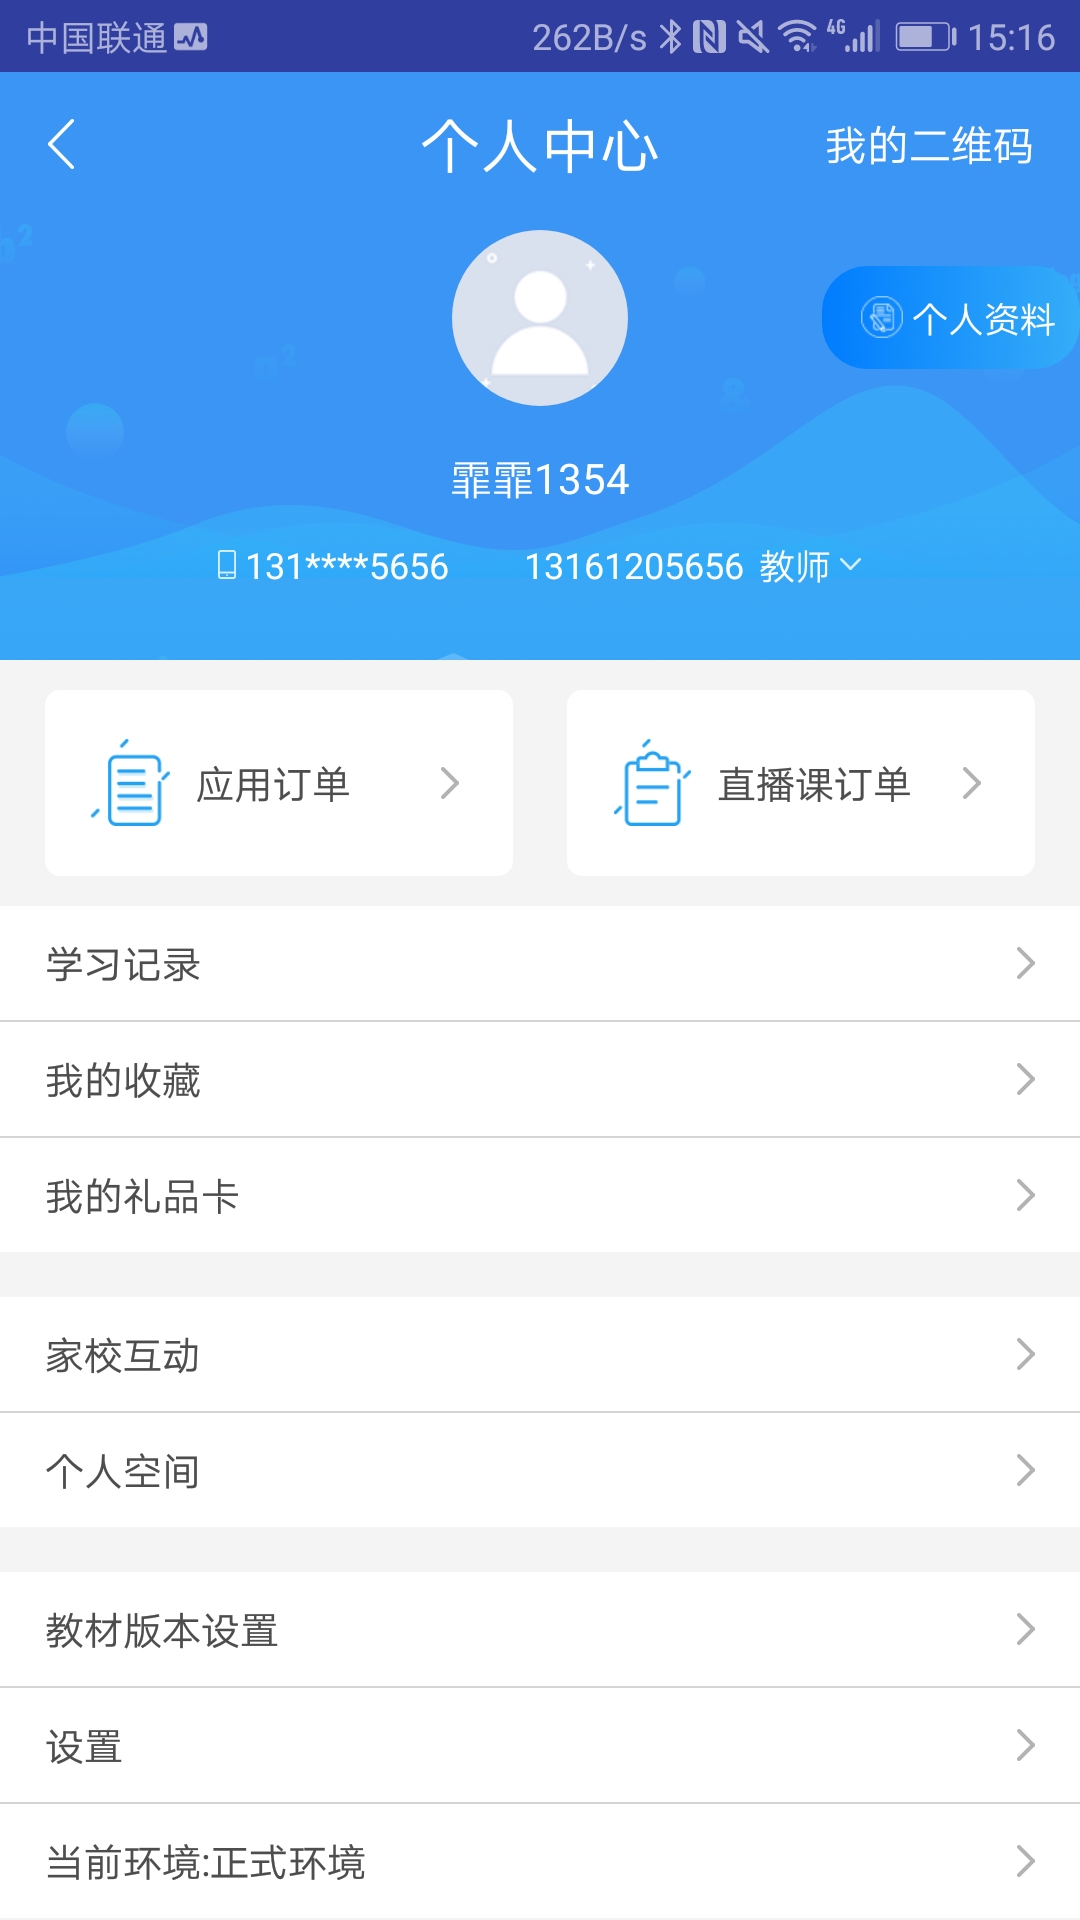 中国联通 262B/s 4G 15:16
个人中心 我的二维码
个人资料
霏霏1354
131****5656 13161205656 教师
应用订单 直播课订单
学习记录
我的收藏
我的礼品卡
家校互动
个人空间
教材版本设置
设置
当前环境:正式环境